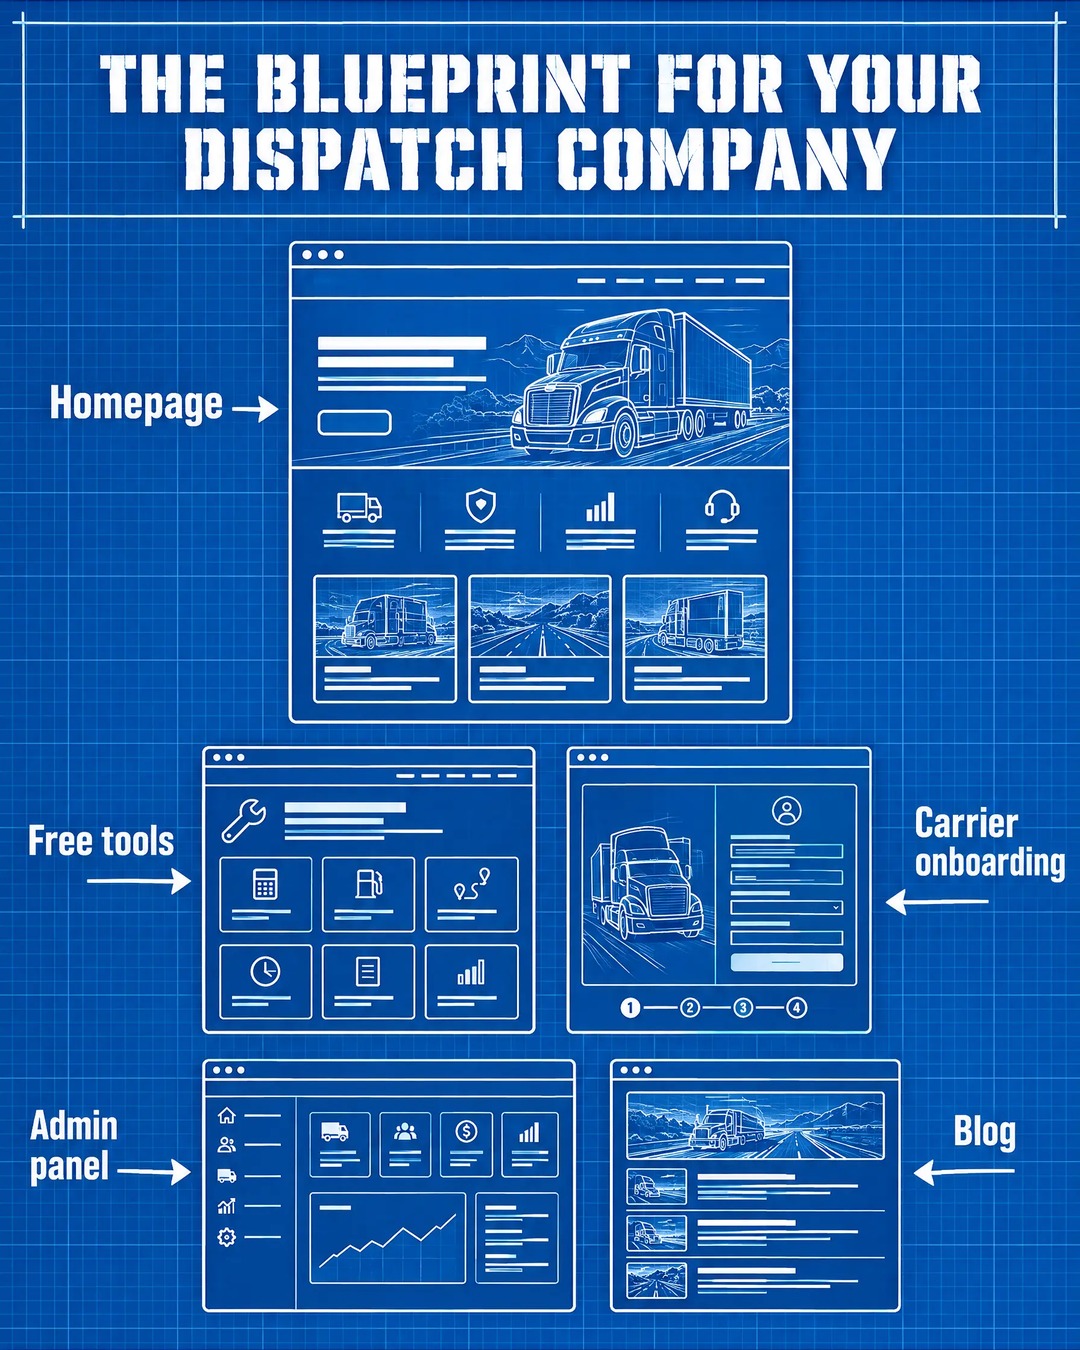 THE BLUEPRINT FOR YOUR
DISPATCH COMPANY
Homepage
Free tools
Carrier
onboarding
1 2 3 4
Admin
panel
Blog